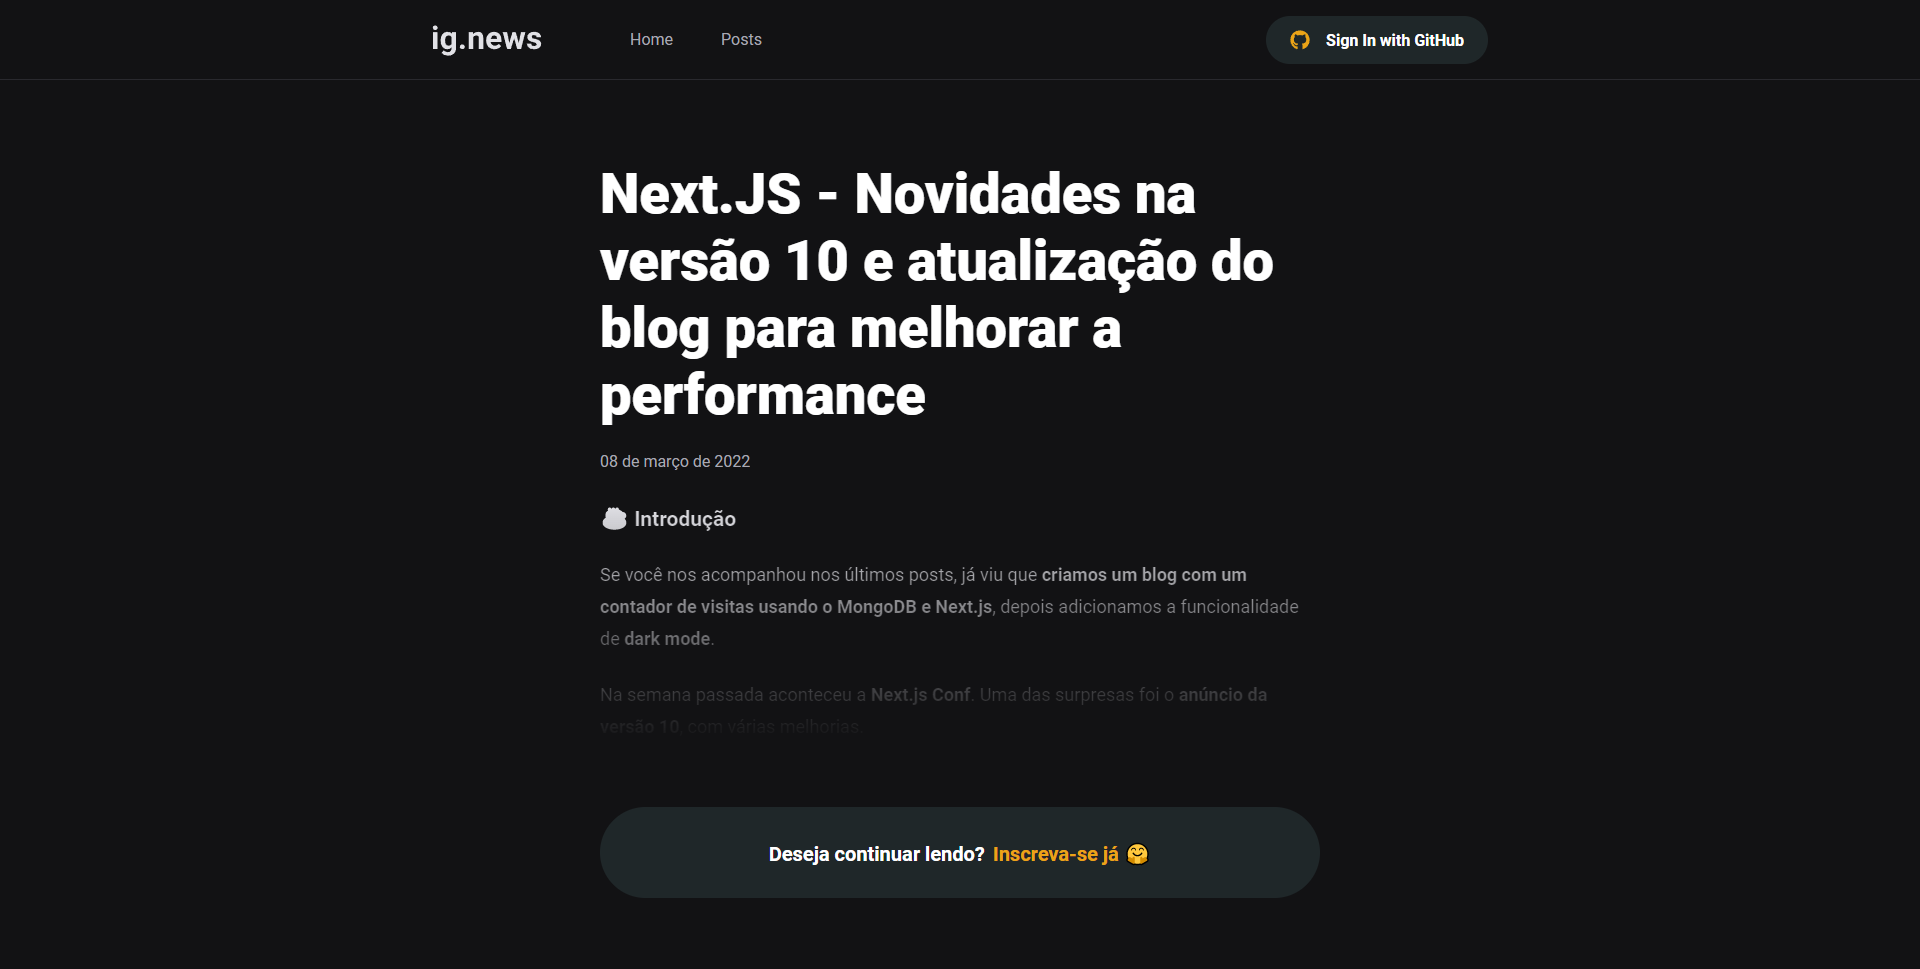 ig.news
Home
Posts
Sign In with GitHub
Next.JS - Novidades na
versão 10 e atualização do
blog para melhorar a
performance
08 de março de 2022
Introdução
Se você nos acompanhou nos últimos posts, já viu que criamos um blog com um
contador de visitas usando o MongoDB e Next.js, depois adicionamos a funcionalidade
de dark mode.
Na semana passada aconteceu a Next.js Conf. Uma das surpresas foi o anúncio da
versão 10, com várias melhorias.
Deseja continuar lendo? Inscreva-se já 🤗